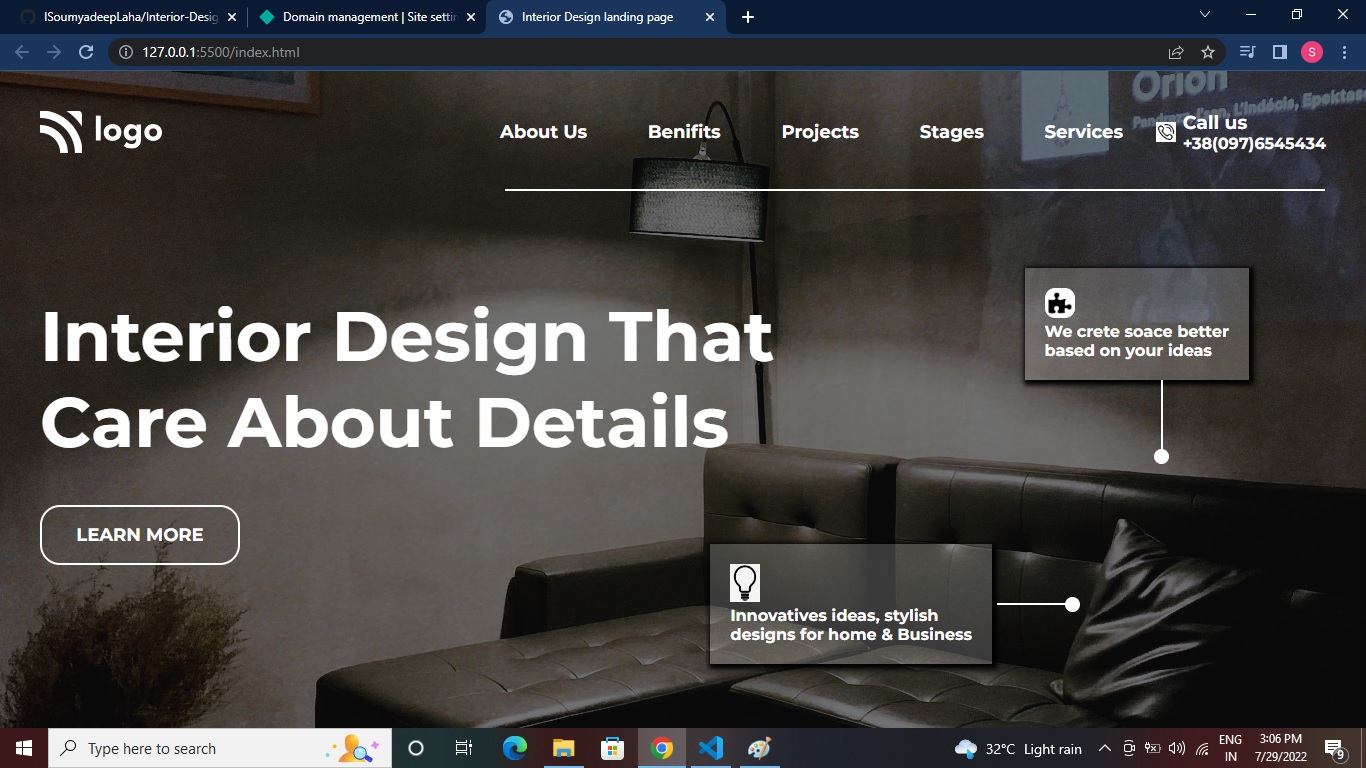 ISoumyadeepLaha/Interior-Desig
Domain management | Site settin
Interior Design landing page
127.0.0.1:5500/index.html
S
logo
About Us
Benifits
Projects
Stages
Services
Call us
+38(097)6545434
Orion
L'Indécis, Epektase
Interior Design That
Care About Details
LEARN MORE
We crete soace better
based on your ideas
Innovatives ideas, stylish
designs for home & Business
Type here to search
32°C Light rain
ENG
IN
3:06 PM
7/29/2022
9